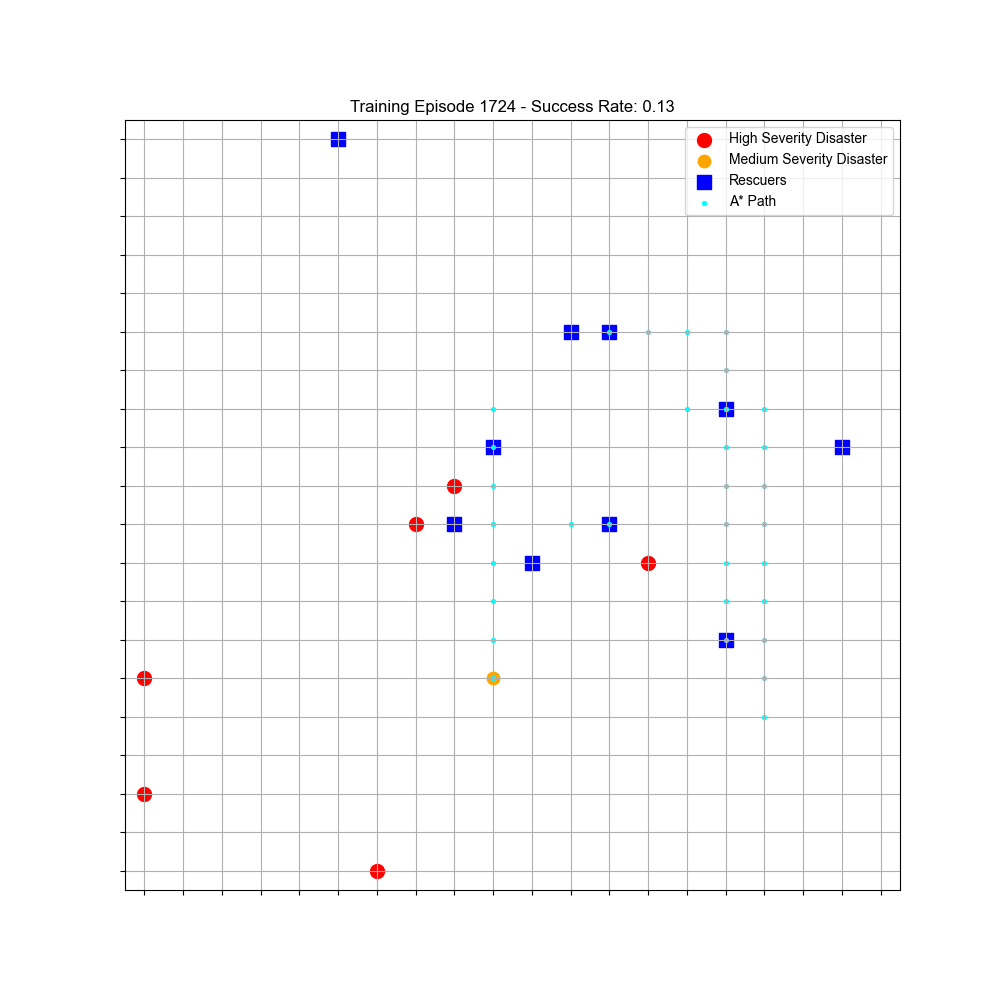 Training Episode 1724 - Success Rate: 0.13
High Severity Disaster
Medium Severity Disaster
Rescuers
A* Path